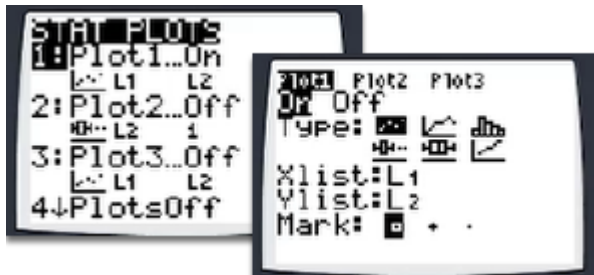 STAT PLOTS
1:Plot1...On
L1 L2
2:Plot2...Off
L2 1
3:Plot3...Off
L1 L2
4↓PlotsOff
Plot1 Plot2 Plot3
On Off
Type:
Xlist:L1
Ylist:L2
Mark: + .